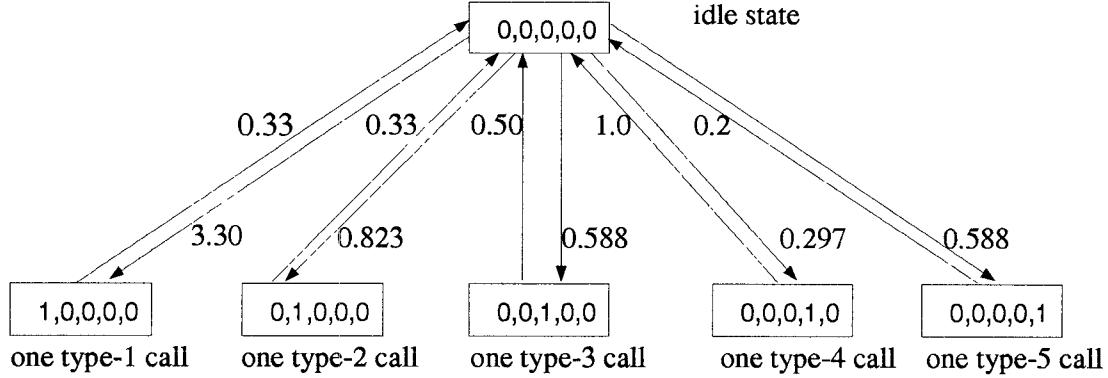 idle state
0,0,0,0,0
0.33 0.33 0.50 1.0 0.2
3.30 0.823 0.588 0.297 0.588
1,0,0,0,0 0,1,0,0,0 0,0,1,0,0 0,0,0,1,0 0,0,0,0,1
one type-1 call one type-2 call one type-3 call one type-4 call one type-5 call